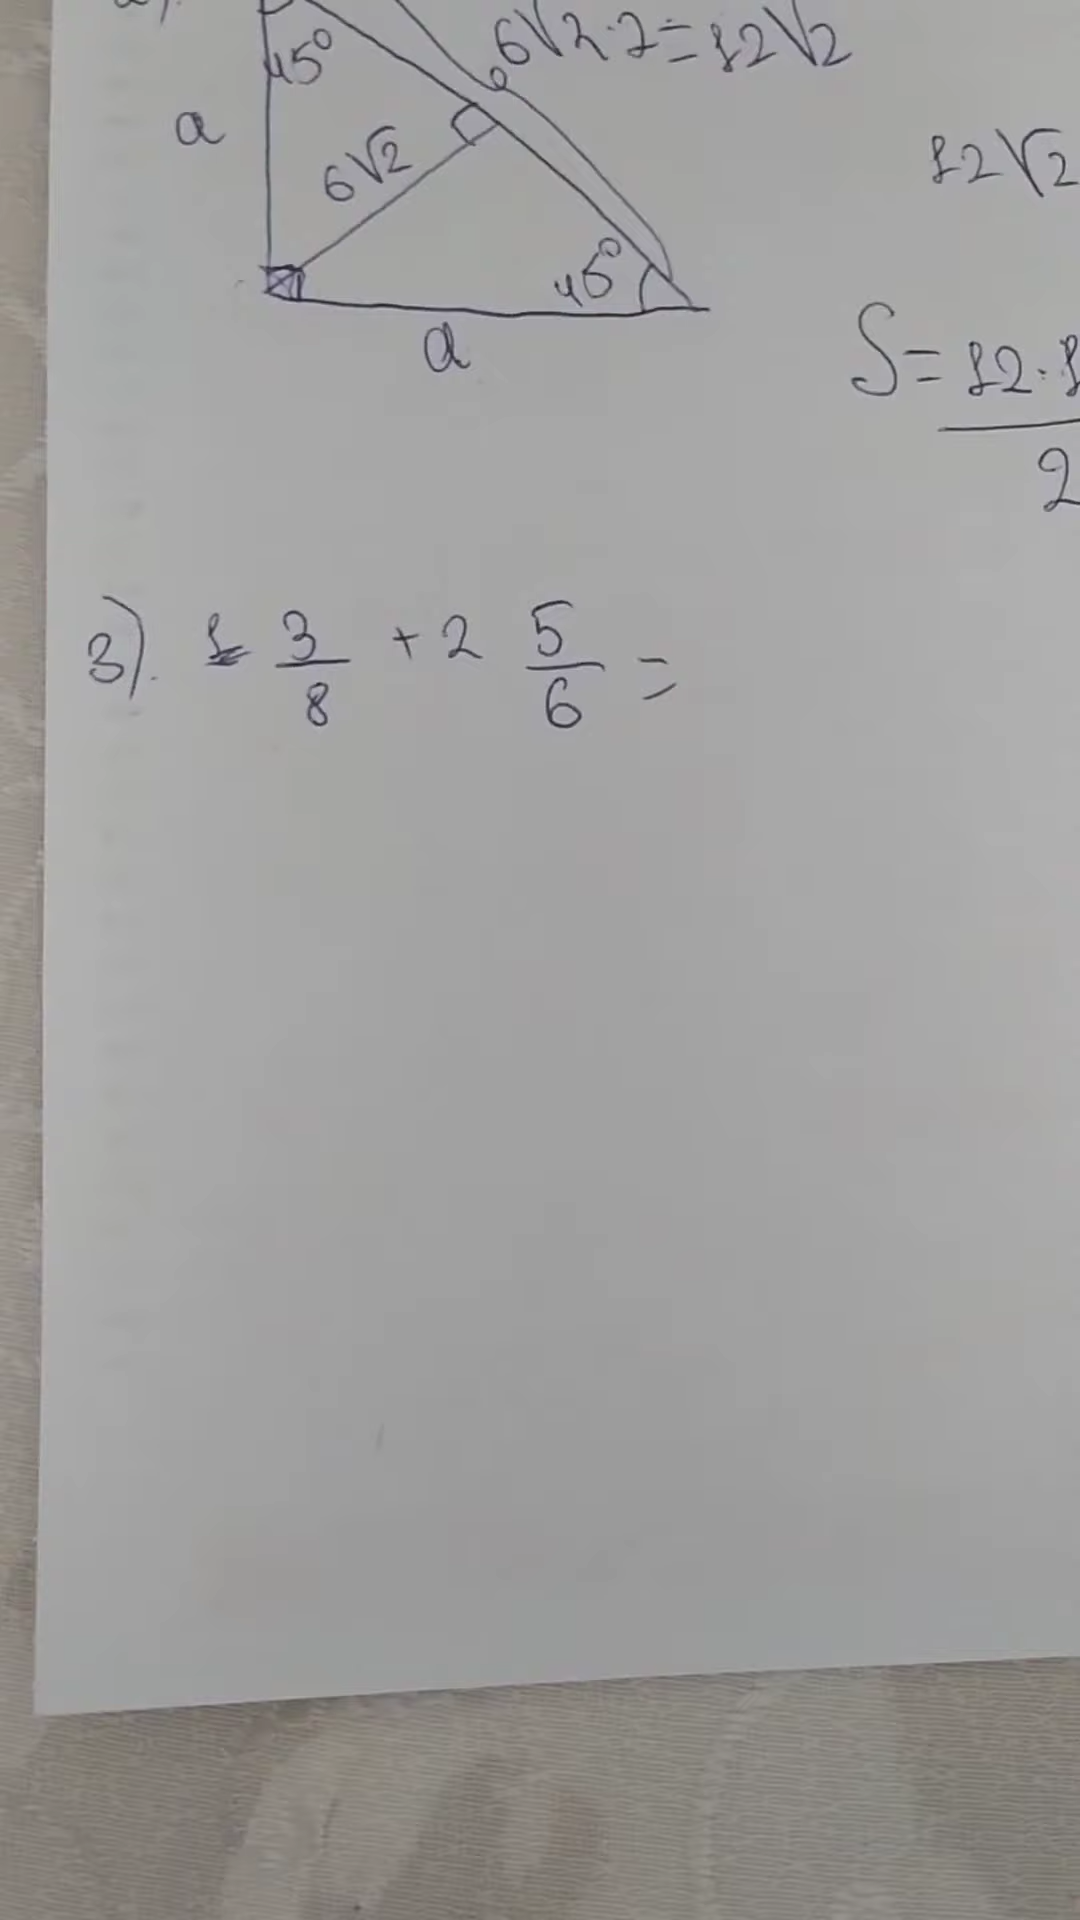 45°
6√2·2=12√2
a
6√2
12√2
45°
a
S=12·1/2
3). 1 3/8 + 2 5/6 =